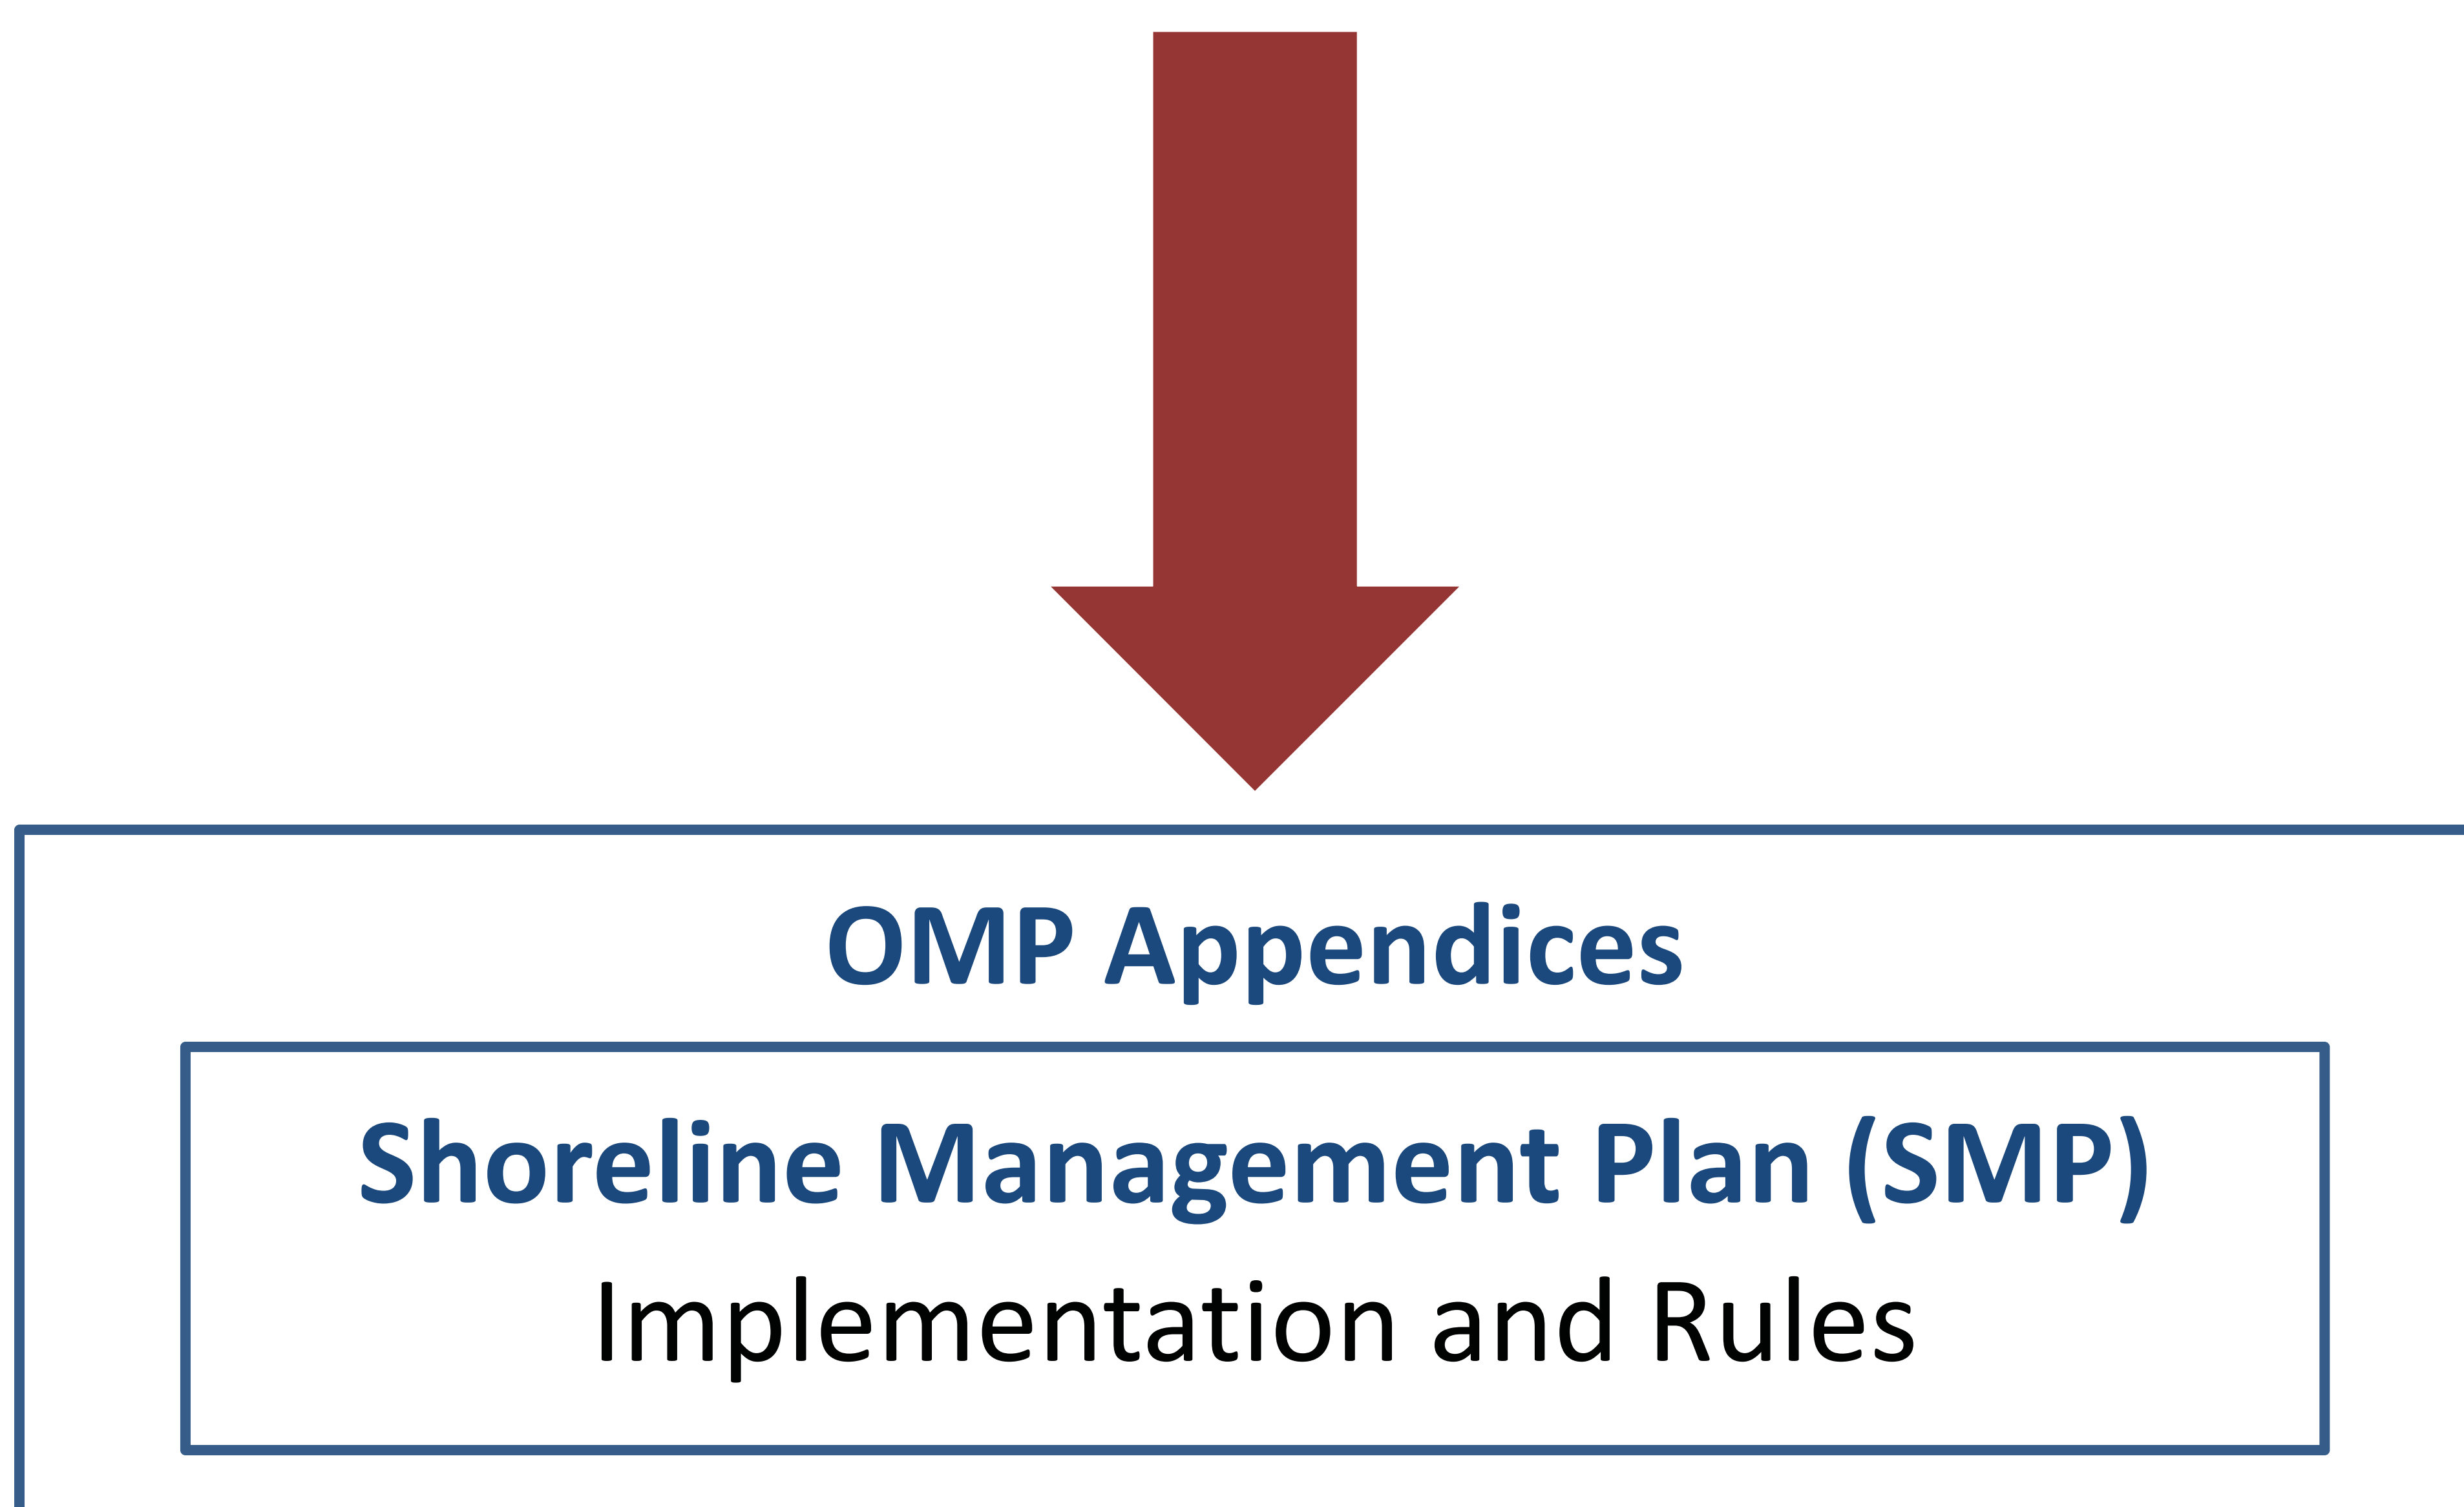 OMP Appendices
Shoreline Management Plan (SMP)
Implementation and Rules